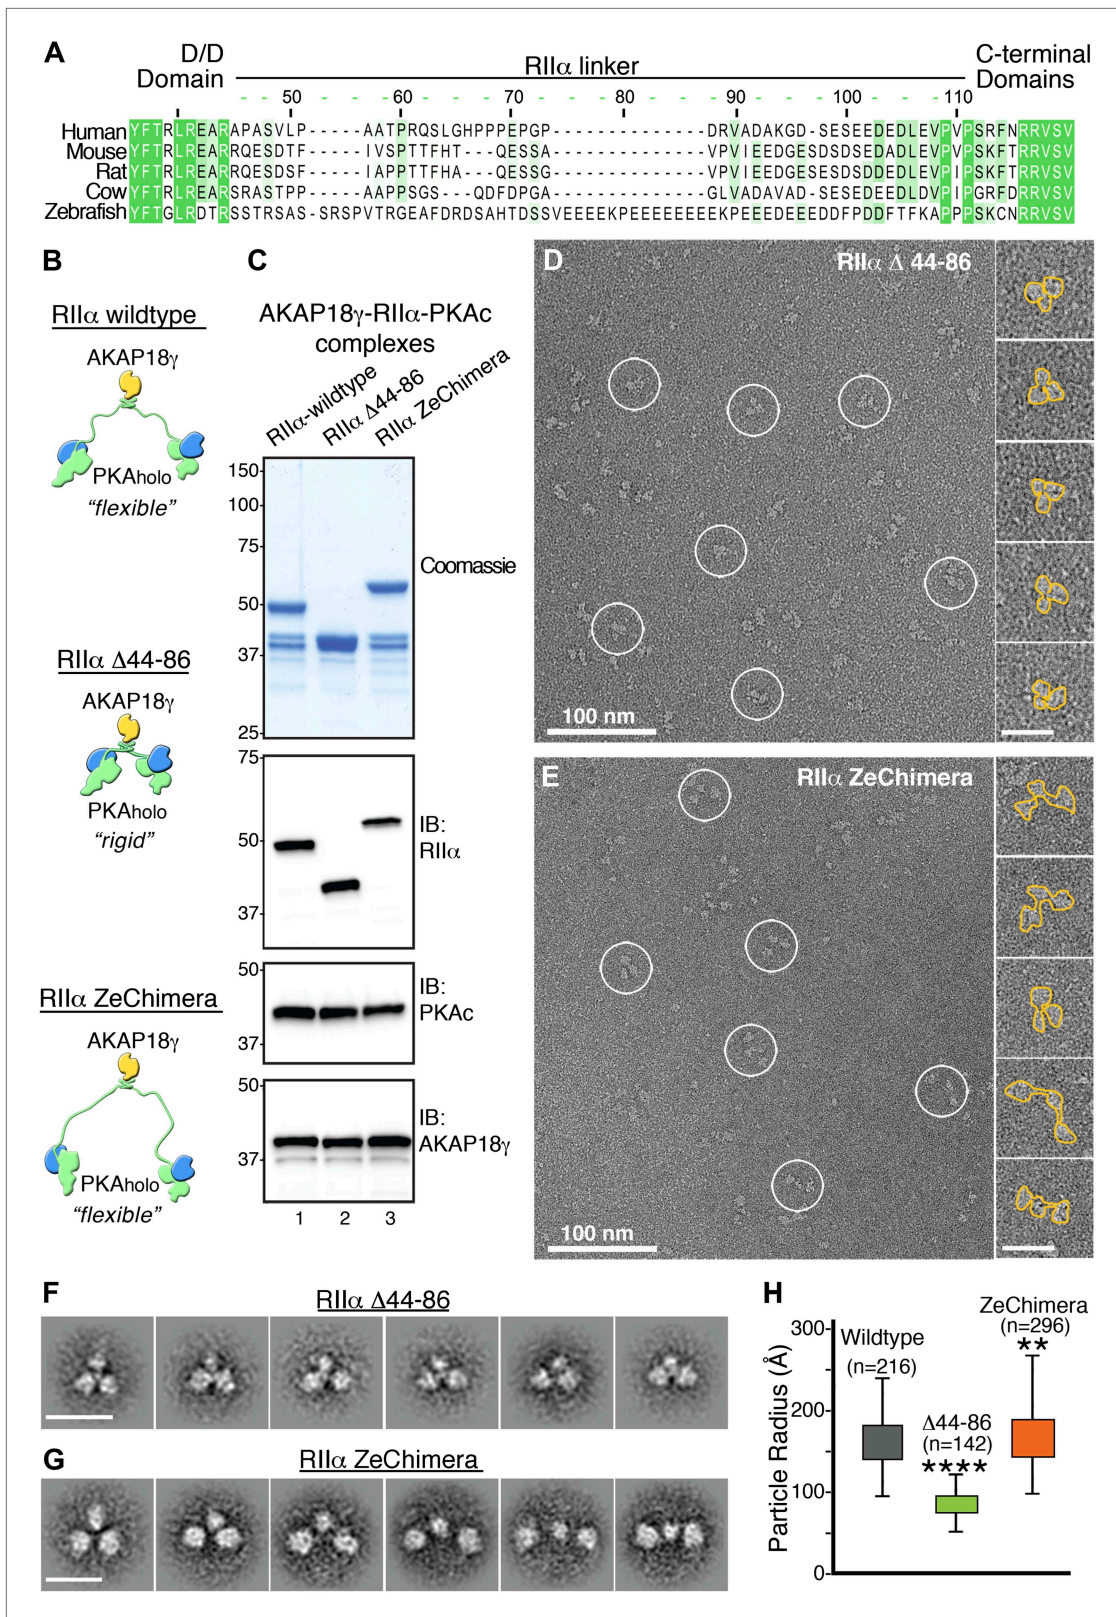 A
D/D
Domain
RIIα linker
C-terminal
Domains
50 60 70 80 90 100 110
Human YFTRLREARAPASVLP-----AATPRQSLGHPPPEPGP--------------DRVADAKGD-SESEEDEDLEVPVPSRFNRRVSV
Mouse YFTRLREARRQESDTF-----IVSPTTFHT---QESSA--------------VPVIEEDGESDSDSEDADLEVPVPSKFTRRVSV
Rat YFTRLREARRQESDSF-----IAPPTTFHA---QESSG--------------VPVIEEDGESDSESEDEDLEVPVPSKFTRRVSV
Cow YFTRLREARSRASTPP-----AAPPSGS---QDFDPGA--------------GLVADAVAD-SESEDEEDLEVPIPGRFDRRVSV
Zebrafish YFTGLRDTRSSTRSAS-SRSPVTRGEAFDRDSAHTDSSVEEEEKPEEEEEEEEEKPEEEDEEDEDDFPDDFTFKAPPPSKCNRRVSV
B
RIIα wildtype
AKAP18γ
PKAholo
“flexible”
RIIα Δ44-86
AKAP18γ
PKAholo
“rigid”
RIIα ZeChimera
AKAP18γ
PKAholo
“flexible”
C
AKAP18γ-RIIα-PKAc
complexes
RIIα-wildtype
RIIα Δ44-86
RIIα ZeChimera
150
100
75
50
37
25
Coomassie
75
50
37
IB:
RIIα
50
37
IB:
PKAc
50
37
IB:
AKAP18γ
1 2 3
D
RIIα Δ 44-86
100 nm
E
RIIα ZeChimera
100 nm
F
RIIα Δ44-86
G
RIIα ZeChimera
H
Particle Radius (Å)
300
200
100
0
Wildtype
(n=216)
Δ44-86
(n=142)
****
ZeChimera
(n=296)
**